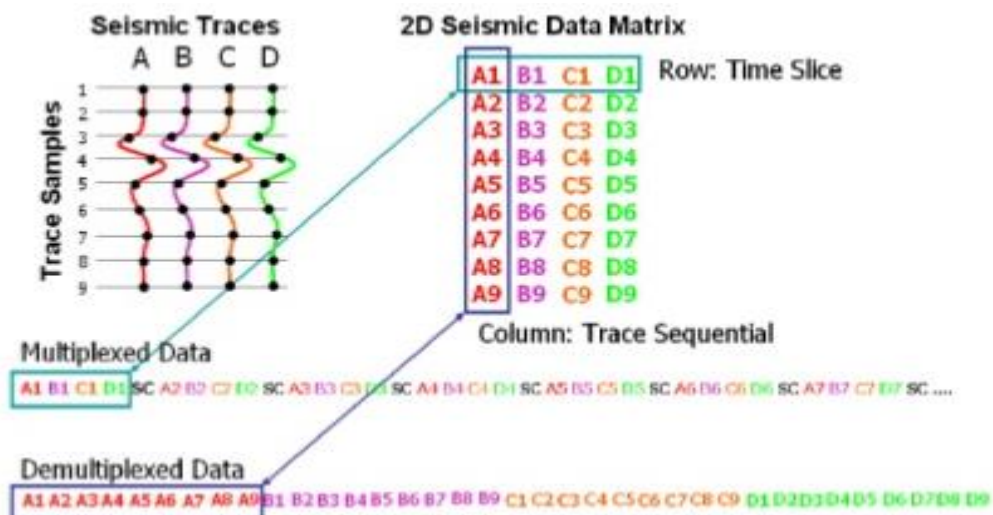 Seismic Traces
A B C D
Trace Samples
1
2
3
4
5
6
7
8
9
2D Seismic Data Matrix
A1 B1 C1 D1
Row: Time Slice
A2 B2 C2 D2
A3 B3 C3 D3
A4 B4 C4 D4
A5 B5 C5 D5
A6 B6 C6 D6
A7 B7 C7 D7
A8 B8 C8 D8
A9 B9 C9 D9
Column: Trace Sequential
Multiplexed Data
A1 B1 C1 D1 SC A2 B2 C2 D2 SC A3 B3 C3 D3 SC A4 B4 C4 D4 SC A5 B5 C5 D5 SC A6 B6 C6 D6 SC A7 B7 C7 D7 SC ....
Demultiplexed Data
A1 A2 A3 A4 A5 A6 A7 A8 A9 B1 B2 B3 B4 B5 B6 B7 B8 B9 C1 C2 C3 C4 C5 C6 C7 C8 C9 D1 D2 D3 D4 D5 D6 D7 D8 D9